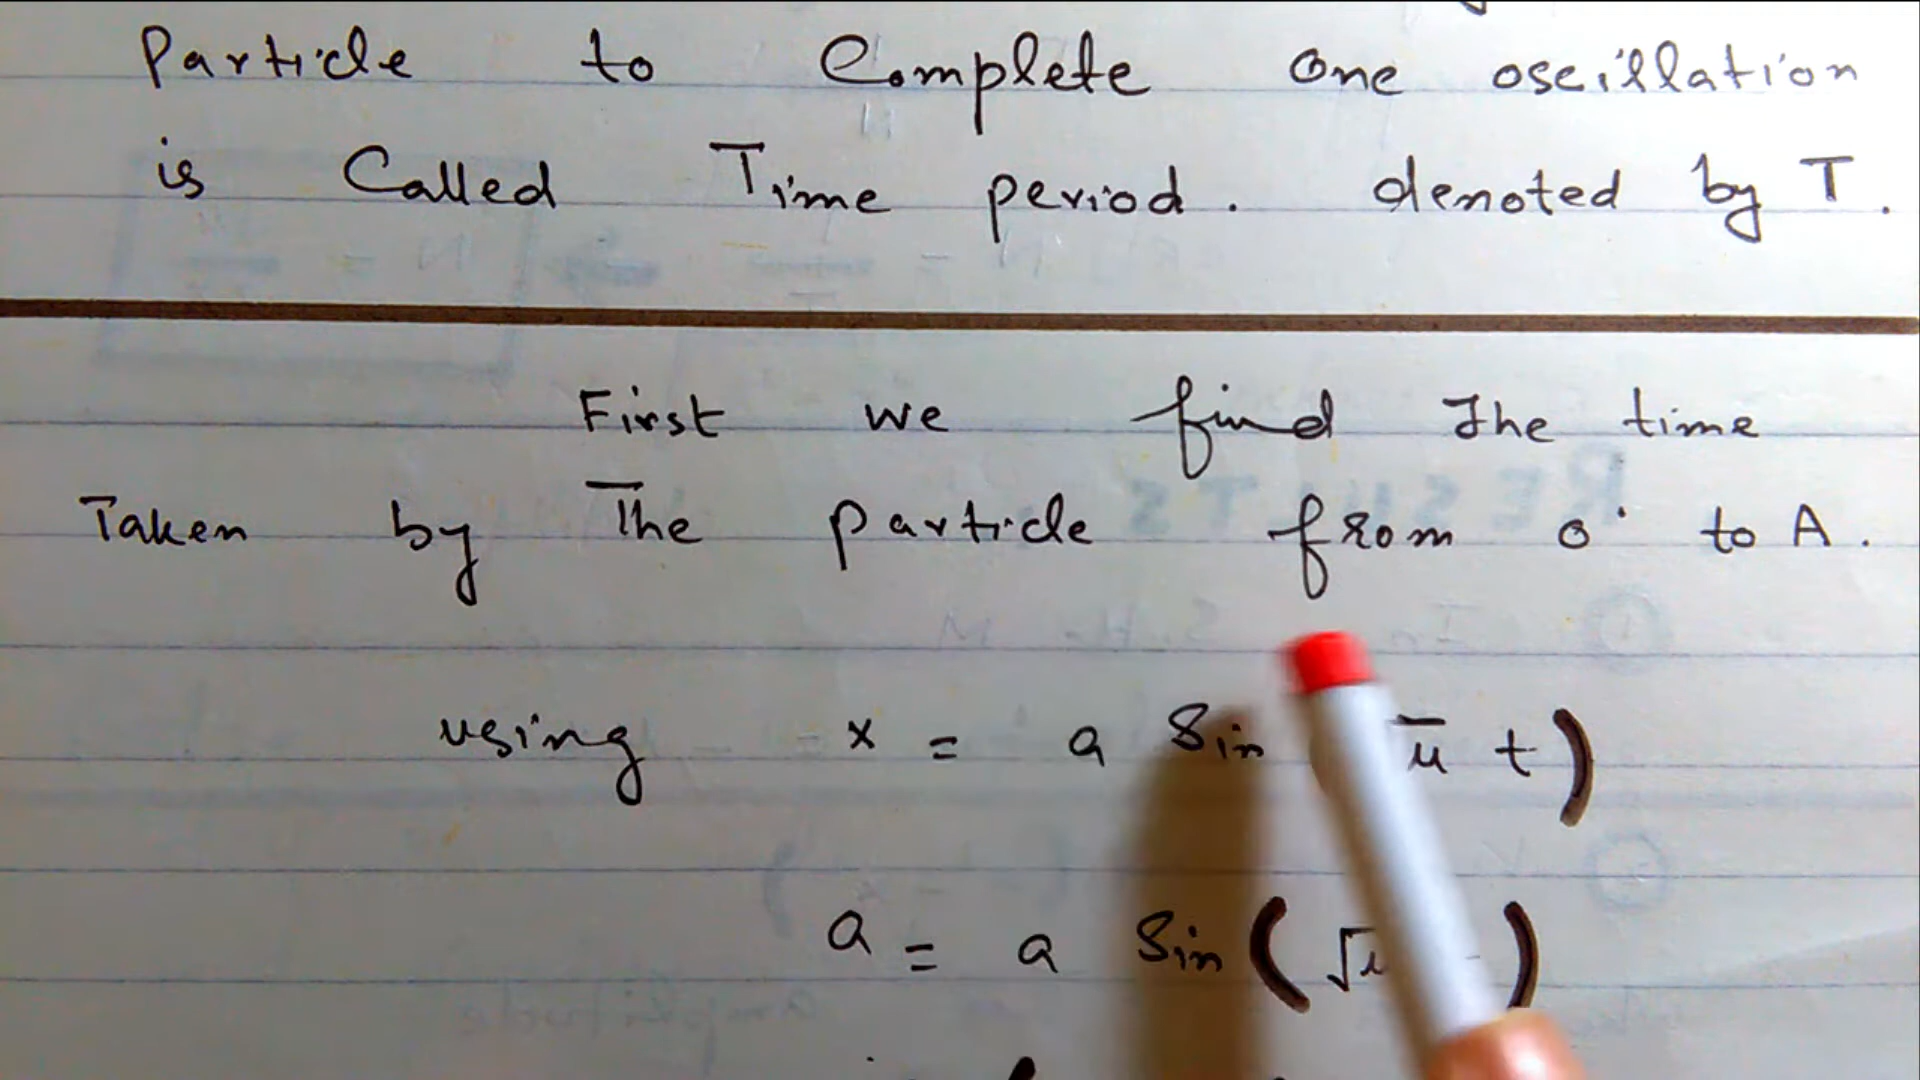 Particle to Complete one oscillation
is Called Time period. denoted by T.
First we find The time
Taken by The particle from o to A.
using x = a Sin ( μ t)
a = a Sin (√μ )